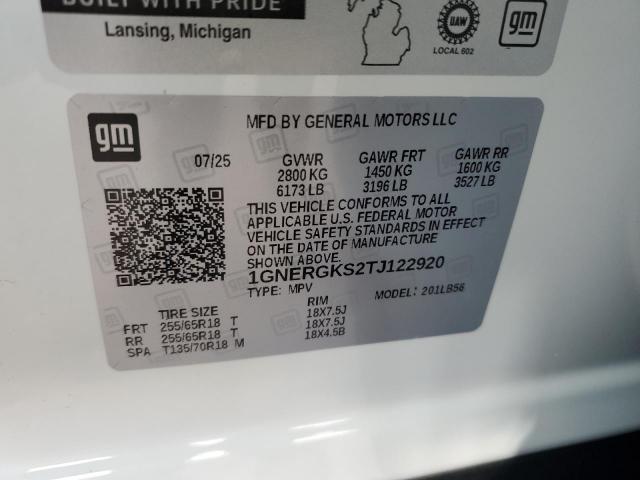 BUILT WITH PRIDE
Lansing, Michigan
UAW
LOCAL 602
gm
gm
MFD BY GENERAL MOTORS LLC
07/25 GVWR GAWR FRT GAWR RR
2800 KG 1450 KG 1600 KG
6173 LB 3196 LB 3527 LB
THIS VEHICLE CONFORMS TO ALL
APPLICABLE U.S. FEDERAL MOTOR
VEHICLE SAFETY STANDARDS IN EFFECT
ON THE DATE OF MANUFACTURE
SHOWN ABOVE.
1GNERGKS2TJ122920
TYPE: MPV MODEL: 201LB56
TIRE SIZE RIM
FRT 255/65R18 T 18X7.5J
RR 255/65R18 T 18X7.5J
SPA T135/70R18 M 18X4.5B